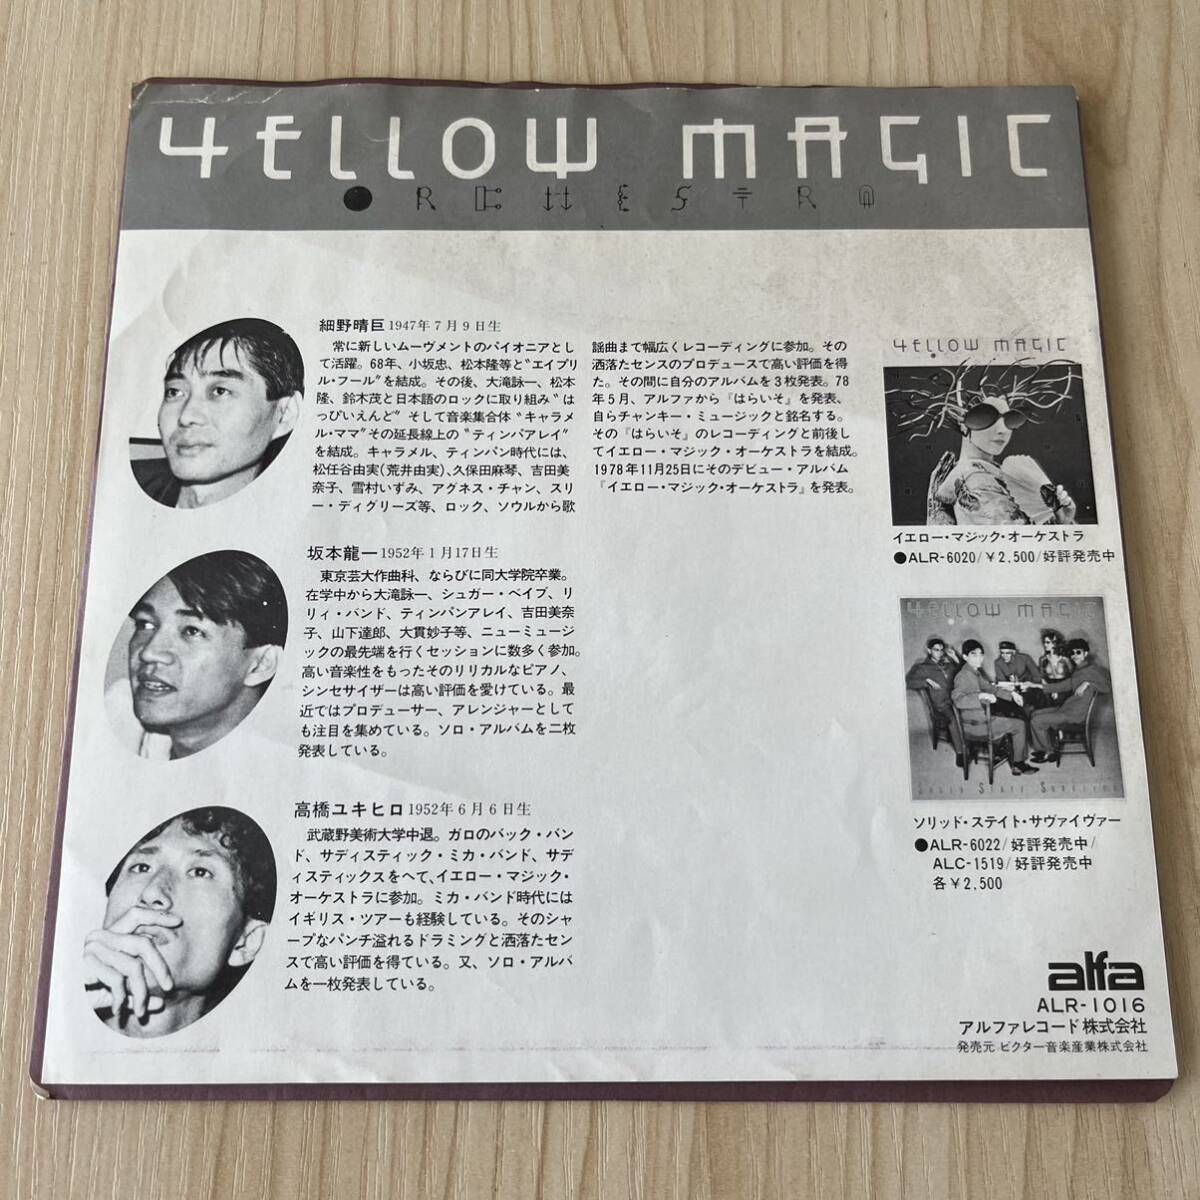 YELLOW MAGIC
ORCHESTRA
細野晴臣1947年7月9日生
常に新しいムーヴメントのパイオニアとし
て活躍。68年、小坂忠、松本隆等と“エイプリ
ル・フール”を結成。その後、大滝詠一、松本
隆、鈴木茂と日本語のロックに取り組み“は
っぴいえんど”そして音楽集合体“キャラメ
ル・ママ”その延長線上の“ティンパアレイ”
を結成。キャラメル、ティンパン時代には、
松任谷由実(荒井由実)、久保田麻琴、吉田美
奈子、雪村いずみ、アグネス・チャン、スリ
ー・ディグリーズ等、ロック、ソウルから歌
謡曲まで幅広くレコーディングに参加。その
洒落たセンスのプロデュースで高い評価を得
た。その間に自分のアルバムを3枚発表。78
年5月、アルファから『はらいそ』を発表、
自らチャンキー・ミュージックと銘名する。
その『はらいそ』のレコーディングと前後し
てイエロー・マジック・オーケストラを結成。
1978年11月25日にそのデビュー・アルバム
『イエロー・マジック・オーケストラ』を発表。
坂本龍一1952年1月17日生
東京芸大作曲科、ならびに同大学院卒業。
在学中から大滝詠一、シュガー・ベイブ、リ
リィ・バンド、ティンパンアレイ、吉田美奈
子、山下達郎、大貫妙子等、ニューミュージ
ックの最先端を行くセッションに数多く参加。
高い音楽性をもったそのリリカルなピアノ、
シンセサイザーは高い評価を愛けている。最
近ではプロデューサー、アレンジャーとして
も注目を集めている。ソロ・アルバムを二枚
発表している。
高橋ユキヒロ1952年6月6日生
武蔵野美術大学中退。ガロのバック・バン
ド、サディスティック・ミカ・バンド、サデ
ィスティックスをへて、イエロー・マジック・
オーケストラに参加。ミカ・バンド時代には
イギリス・ツアーも経験している。そのシャ
ープなパンチ溢れるドラミングと洒落たセン
スで高い評価を得ている。又、ソロ・アルバ
ムを一枚発表している。
YELLOW MAGIC
イエロー・マジック・オーケストラ
●ALR-6020/¥2,500/好評発売中
YELLOW MAGIC
SOLID STATE SURVIVOR
ソリッド・ステイト・サヴァイヴァー
●ALR-6022/好評発売中/
ALC-1519/好評発売中
各¥2,500
alfa
ALR-1016
アルファレコード株式会社
発売元 ビクター音楽産業株式会社